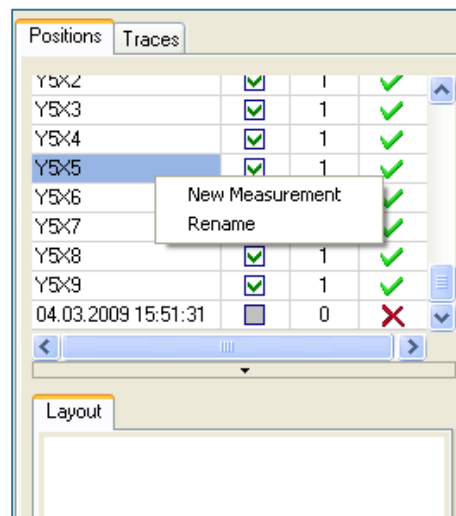 Positions Traces
Y5X2 1
Y5X3 1
Y5X4 1
Y5X5 1
Y5X6 New Measurement
Y5X7 Rename
Y5X8 1
Y5X9 1
04.03.2009 15:51:31 0
Layout